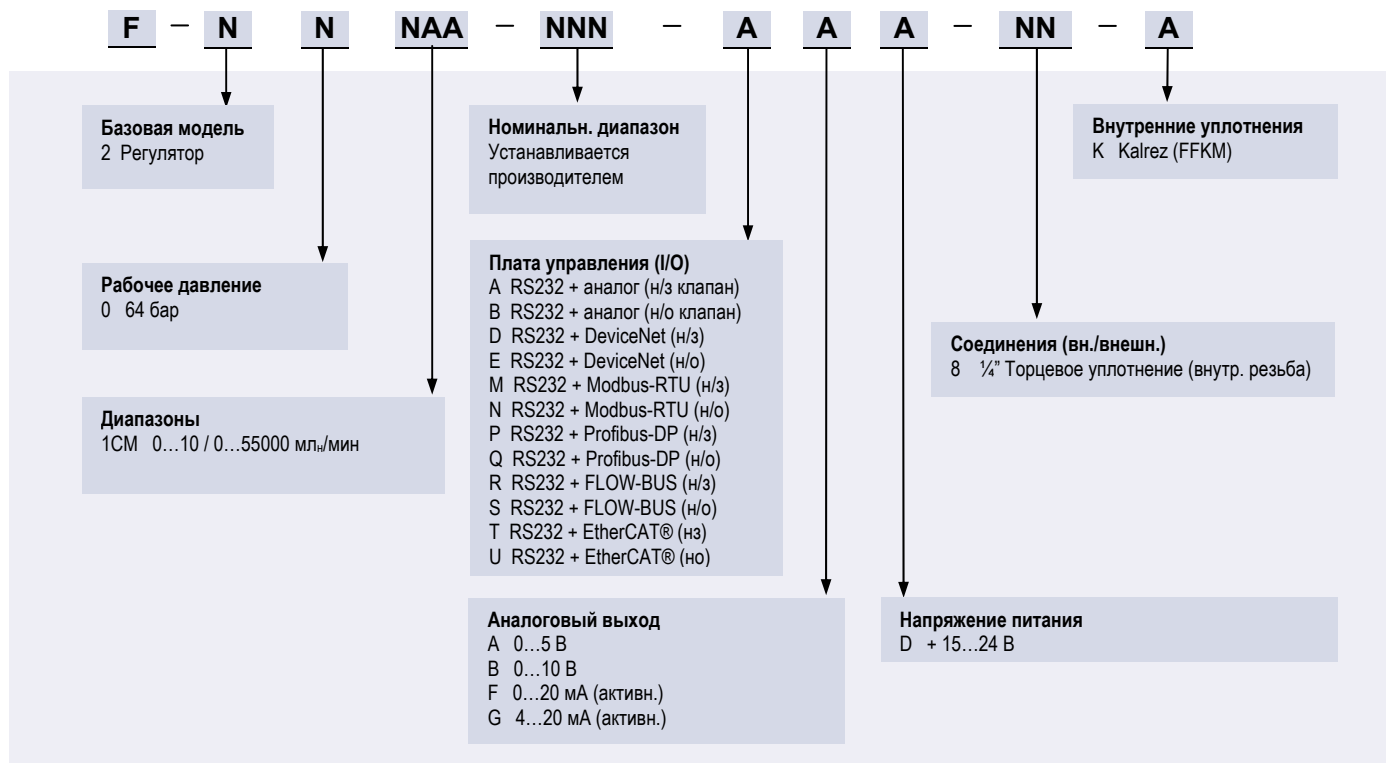 F – N N NAA – NNN – A A A – NN – A
Базовая модель
2 Регулятор
Номинальн. диапазон
Устанавливается
производителем
Внутренние уплотнения
K Kalrez (FFKM)
Рабочее давление
0 64 бар
Плата управления (I/O)
A RS232 + аналог (н/з клапан)
B RS232 + аналог (н/о клапан)
D RS232 + DeviceNet (н/з)
E RS232 + DeviceNet (н/о)
M RS232 + Modbus-RTU (н/з)
N RS232 + Modbus-RTU (н/о)
P RS232 + Profibus-DP (н/з)
Q RS232 + Profibus-DP (н/о)
R RS232 + FLOW-BUS (н/з)
S RS232 + FLOW-BUS (н/о)
T RS232 + EtherCAT® (нз)
U RS232 + EtherCAT® (но)
Соединения (вн./внешн.)
8 ¼” Торцевое уплотнение (внутр. резьба)
Диапазоны
1CM 0…10 / 0…55000 млн/мин
Аналоговый выход
A 0…5 В
B 0…10 В
F 0…20 мА (активн.)
G 4…20 мА (активн.)
Напряжение питания
D + 15…24 В